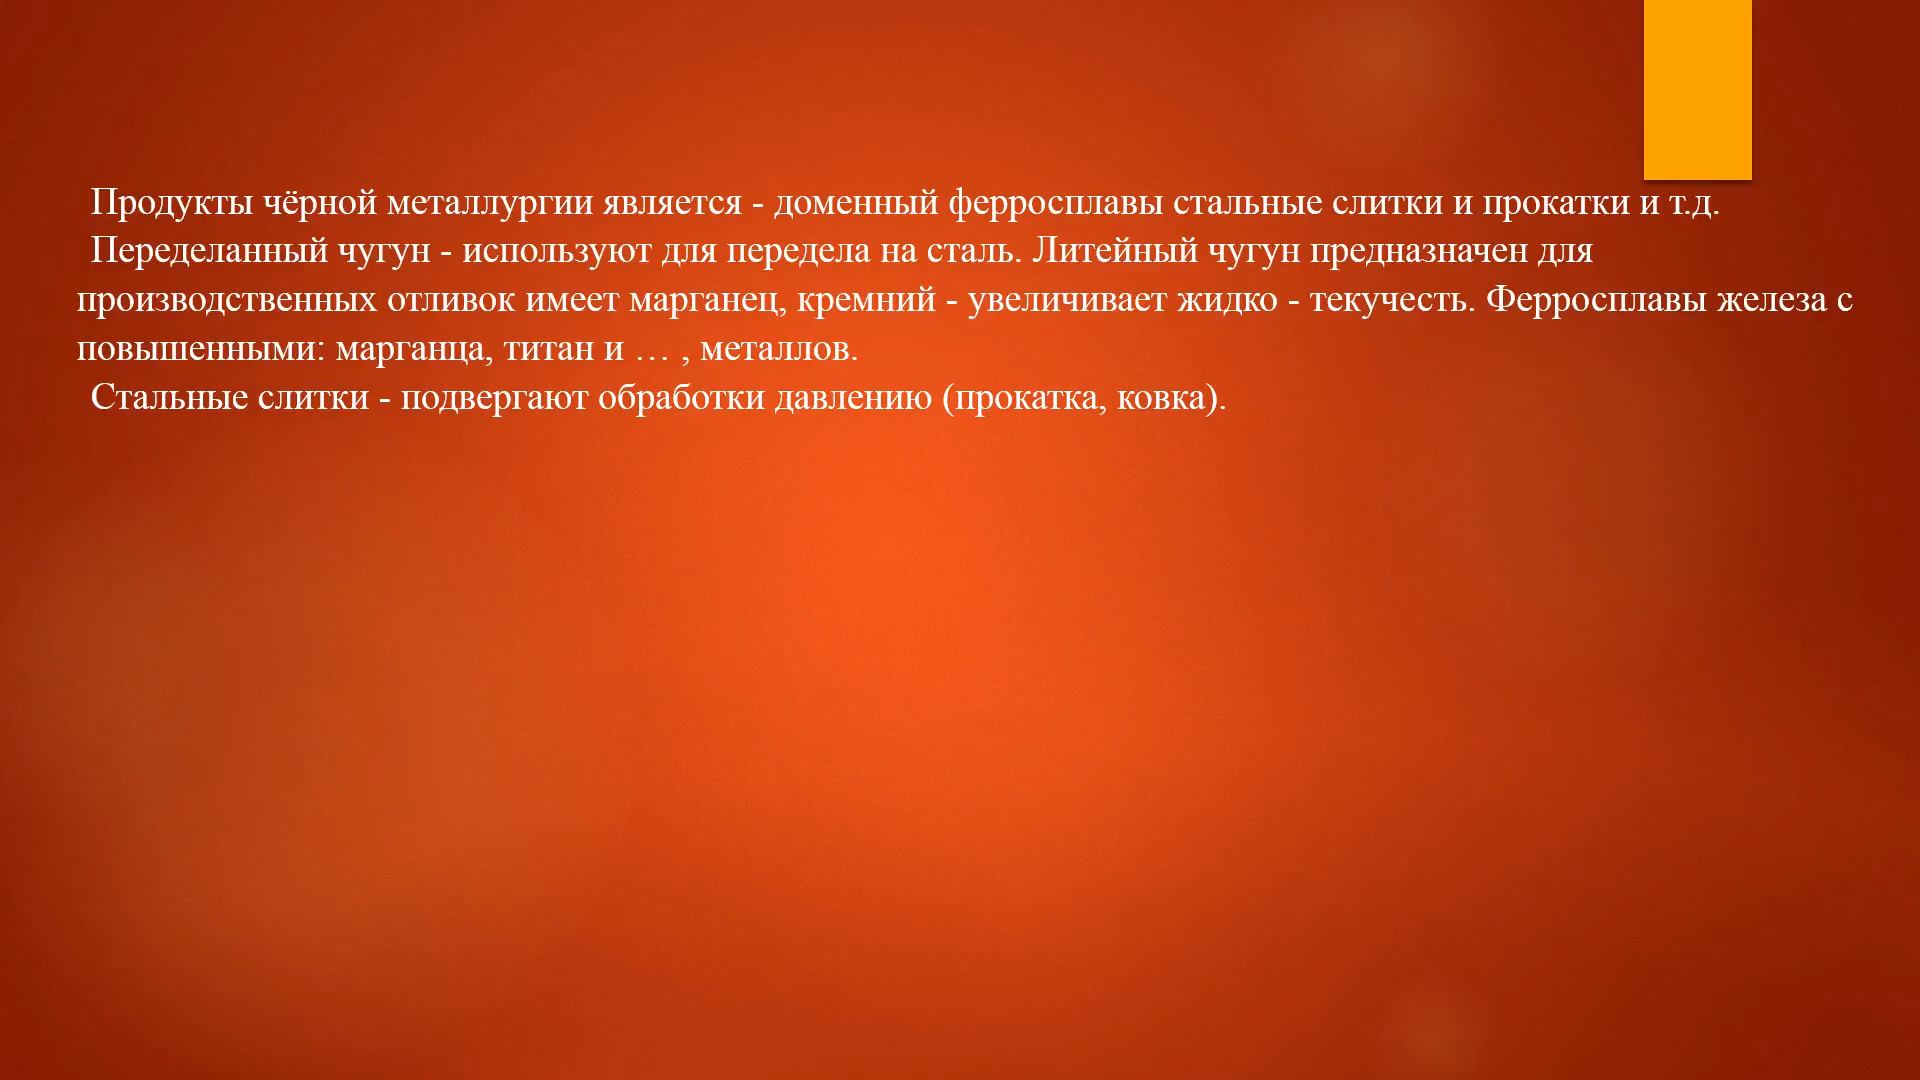 Продукты чёрной металлургии является - доменный ферросплавы стальные слитки и прокатки и т.д.
Переделанный чугун - используют для передела на сталь. Литейный чугун предназначен для
производственных отливок имеет марганец, кремний - увеличивает жидко - текучесть. Ферросплавы железа с
повышенными: марганца, титан и … , металлов.
Стальные слитки - подвергают обработки давлению (прокатка, ковка).